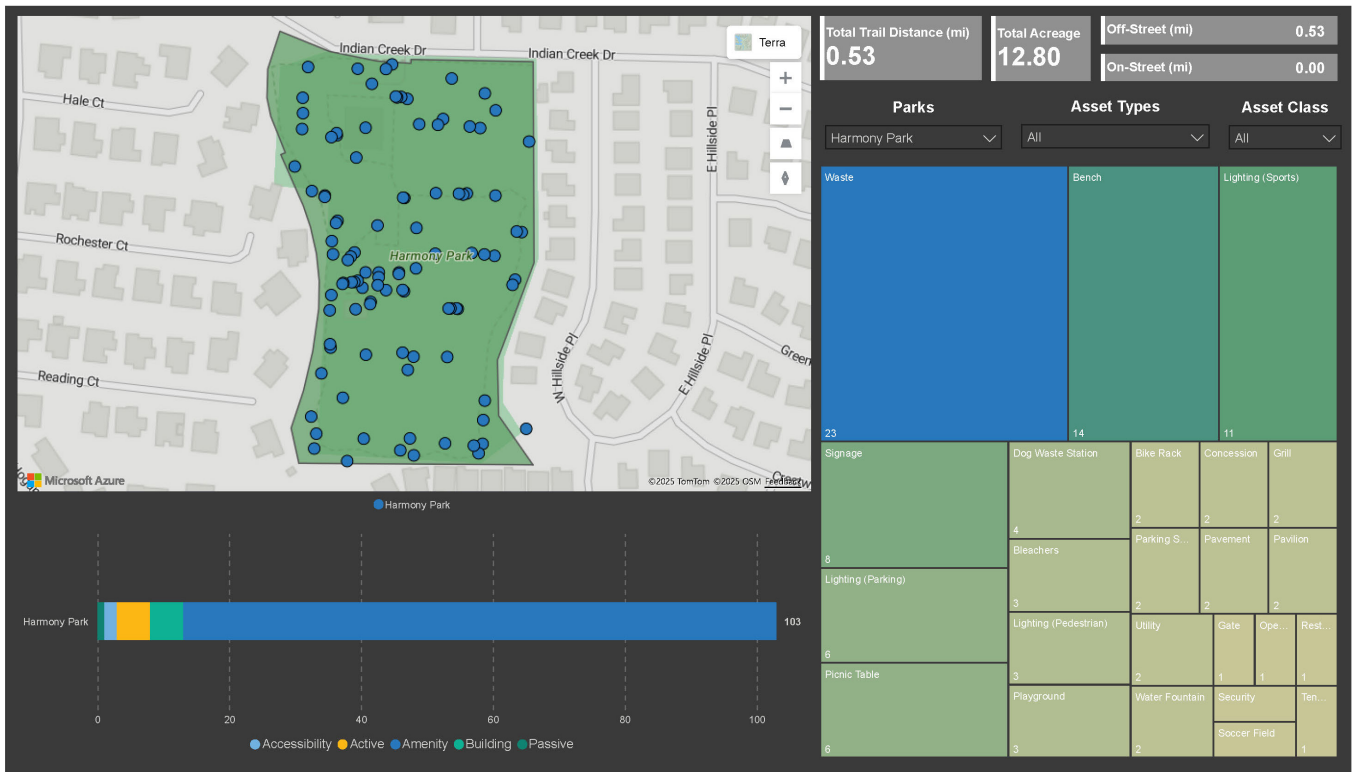 Indian Creek Dr
Indian Creek Dr
Terra
Hale Ct
E Hillside Pl
Rochester Ct
Harmony Park
W Hillside Pl
E Hillside Pl
Green
Reading Ct
Microsoft Azure
©2025 TomTom ©2025 OSM Feedback
Harmony Park
Harmony Park
103
0 20 40 60 80 100
Accessibility Active Amenity Building Passive
Total Trail Distance (mi)
0.53
Total Acreage
12.80
Off-Street (mi) 0.53
On-Street (mi) 0.00
Parks Asset Types Asset Class
Harmony Park All All
Waste
23
Bench
14
Lighting (Sports)
11
Signage
8
Lighting (Parking)
6
Picnic Table
6
Dog Waste Station
4
Bleachers
3
Lighting (Pedestrian)
3
Playground
3
Bike Rack
2
Concession
2
Grill
2
Parking S...
2
Pavement
2
Pavilion
2
Utility
2
Water Fountain
2
Gate
1
Ope...
1
Rest...
1
Security
Soccer Field
Ten...
1